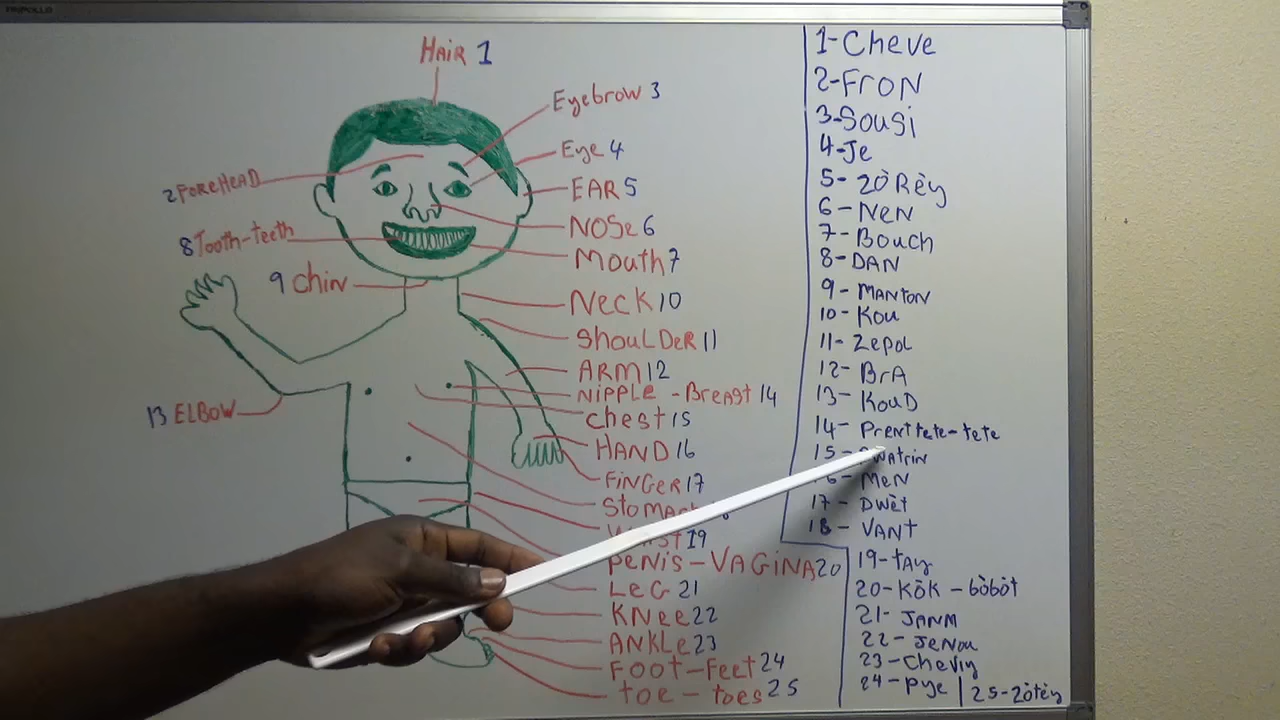 HAiR 1
Eyebrow 3
Eye 4
2 FOREHEAD
EAR 5
NOSe 6
8 Tooth-teeth
MOuth 7
9 Chin
NeCK 10
ShouLDeR 11
ARM 12
NiPPLe - BreAst 14
13 ELBOW
Chest 15
HAND 16
FiNGeR 17
19
PeNis - VAGiNA 20
LeG 21
KNee 22
ANKLe 23
FOOT-Feet 24
toe - toes 25
1- Cheve
2- FRON
3- SouSi
4- Je
5- ZòRèy
6- NeN
7- Bouch
8- DAN
9- MANtoN
10- Kou
11- ZepoL
12- BrA
13- KouD
14- PreNt tete-tete
15-
MeN
17- Dwèt
18- VANT
19- tAy
20- KòK - bòbòt
21- JANM
22- JeNou
23- Cheviy
24- Pye | 25- Zòtèy